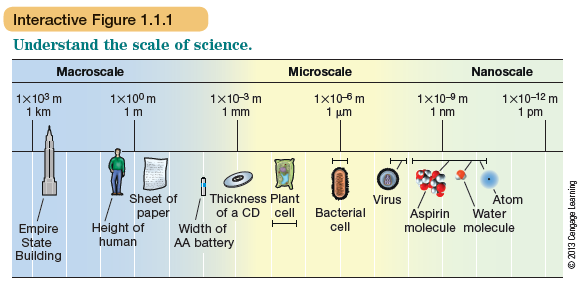 Interactive Figure 1.1.1
Understand the scale of science.
Macroscale
Microscale
Nanoscale
1×10³ m
1 km
1×10⁰ m
1 m
1×10⁻³ m
1 mm
1×10⁻⁶ m
1 μm
1×10⁻⁹ m
1 nm
1×10⁻¹² m
1 pm
Empire
State
Building
Height of
human
Sheet of
paper
Width of
AA battery
Thickness
of a CD
Plant
cell
Bacterial
cell
Virus
Aspirin
molecule
Water
molecule
Atom
© 2013 Cengage Learning